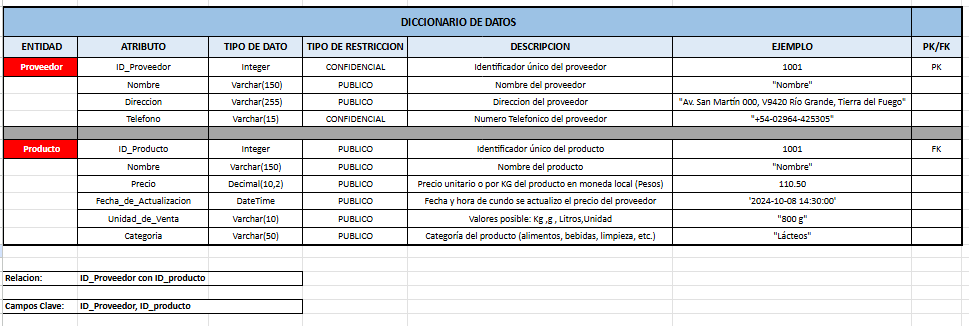 DICCIONARIO DE DATOS
ENTIDAD ATRIBUTO TIPO DE DATO TIPO DE RESTRICCION DESCRIPCION EJEMPLO PK/FK
Proveedor ID_Proveedor Integer CONFIDENCIAL Identificador único del proveedor 1001 PK
Nombre Varchar(150) PUBLICO Nombre del proveedor "Nombre"
Direccion Varchar(255) PUBLICO Direccion del proveedor "Av. San Martín 000, V9420 Río Grande, Tierra del Fuego"
Telefono Varchar(15) CONFIDENCIAL Numero Telefonico del proveedor "+54-02964-425305"
Producto ID_Producto Integer PUBLICO Identificador único del producto 1001 FK
Nombre Varchar(150) PUBLICO Nombre del producto "Nombre"
Precio Decimal(10,2) PUBLICO Precio unitario o por KG del producto en moneda local (Pesos) 110.50
Fecha_de_Actualizacion DateTime PUBLICO Fecha y hora de cundo se actualizo el precio del proveedor '2024-10-08 14:30:00'
Unidad_de_Venta Varchar(10) PUBLICO Valores posible: Kg ,g , Litros,Unidad "800 g"
Categoria Varchar(50) PUBLICO Categoría del producto (alimentos, bebidas, limpieza, etc.) "Lácteos"
Relacion: ID_Proveedor con ID_producto
Campos Clave: ID_Proveedor, ID_producto